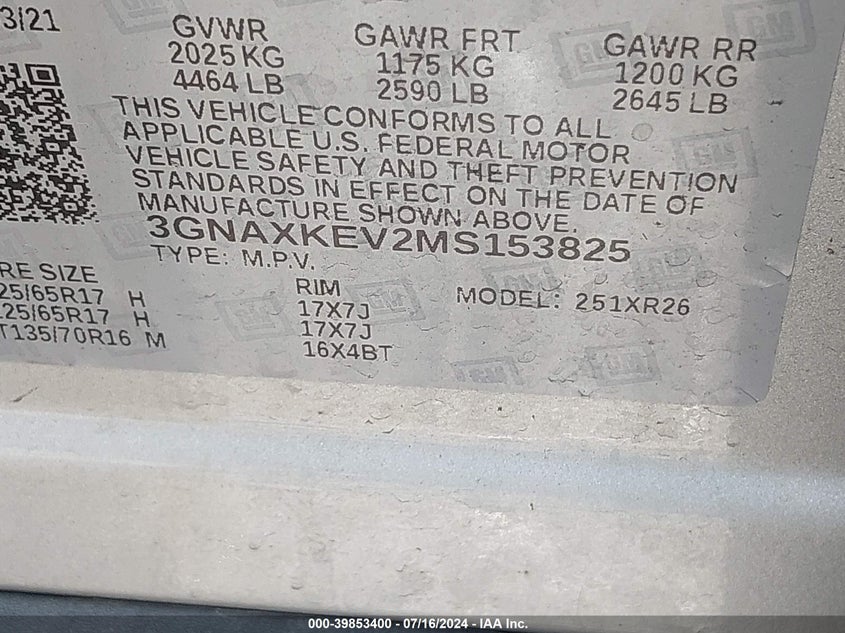 3/21
GVWR GAWR FRT GAWR RR
2025 KG 1175 KG 1200 KG
4464 LB 2590 LB 2645 LB
THIS VEHICLE CONFORMS TO ALL
APPLICABLE U.S. FEDERAL MOTOR
VEHICLE SAFETY AND THEFT PREVENTION
STANDARDS IN EFFECT ON THE DATE OF
MANUFACTURE SHOWN ABOVE.
3GNAXKEV2MS153825
TYPE: M.P.V.
RE SIZE RIM MODEL: 251XR26
25/65R17 H 17X7J
25/65R17 H 17X7J
T135/70R16 M 16X4BT
000-39853400 - 07/16/2024 - IAA Inc.